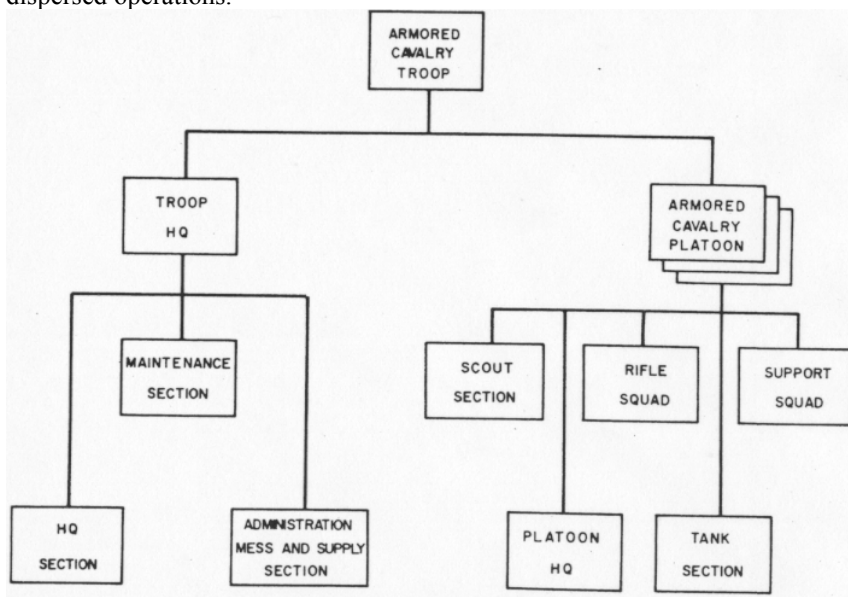 dispersed operations.
ARMORED
CAVALRY
TROOP
TROOP
HQ
ARMORED
CAVALRY
PLATOON
MAINTENANCE
SECTION
SCOUT
SECTION
RIFLE
SQUAD
SUPPORT
SQUAD
HQ
SECTION
ADMINISTRATION
MESS AND SUPPLY
SECTION
PLATOON
HQ
TANK
SECTION